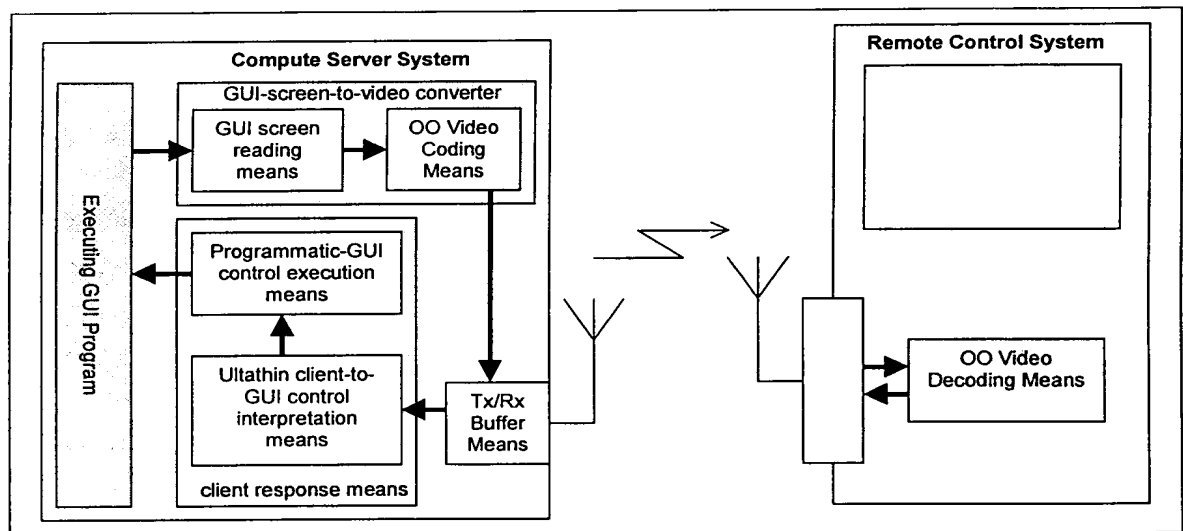 Compute Server System
GUI-screen-to-video converter
GUI screen
reading
means
OO Video
Coding
Means
Executing GUI Program
Programmatic-GUI
control execution
means
Ultathin client-to-
GUI control
interpretation
means
client response means
Tx/Rx
Buffer
Means
Remote Control System
OO Video
Decoding Means